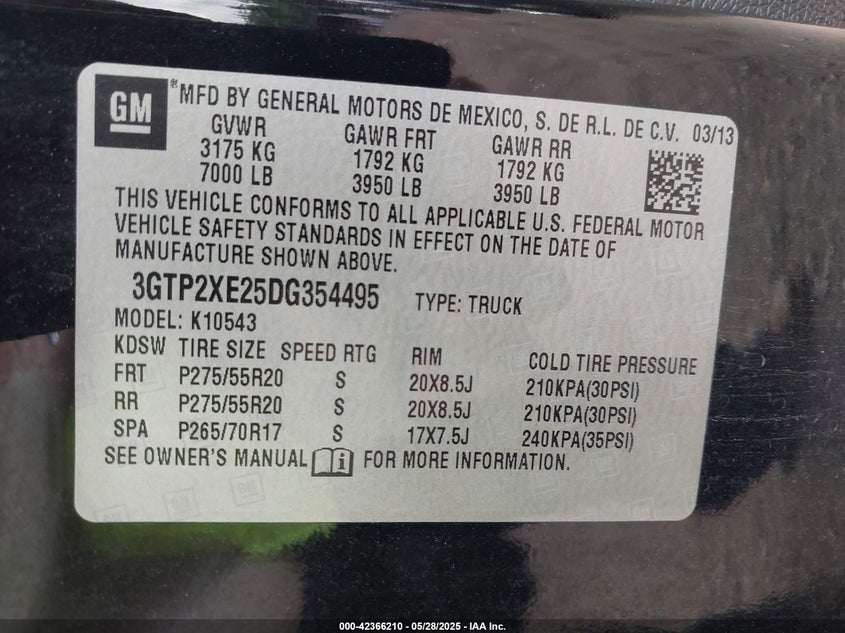 GM
® MFD BY GENERAL MOTORS DE MEXICO, S. DE R.L. DE C.V. 03/13
GVWR GAWR FRT GAWR RR
3175 KG 1792 KG 1792 KG
7000 LB 3950 LB 3950 LB
THIS VEHICLE CONFORMS TO ALL APPLICABLE U.S. FEDERAL MOTOR
VEHICLE SAFETY STANDARDS IN EFFECT ON THE DATE OF
MANUFACTURE SHOWN ABOVE.
3GTP2XE25DG354495 TYPE: TRUCK
MODEL: K10543
KDSW TIRE SIZE SPEED RTG RIM COLD TIRE PRESSURE
FRT P275/55R20 S 20X8.5J 210KPA(30PSI)
RR P275/55R20 S 20X8.5J 210KPA(30PSI)
SPA P265/70R17 S 17X7.5J 240KPA(35PSI)
SEE OWNER'S MANUAL i FOR MORE INFORMATION.
000-42366210 - 05/28/2025 - IAA Inc.